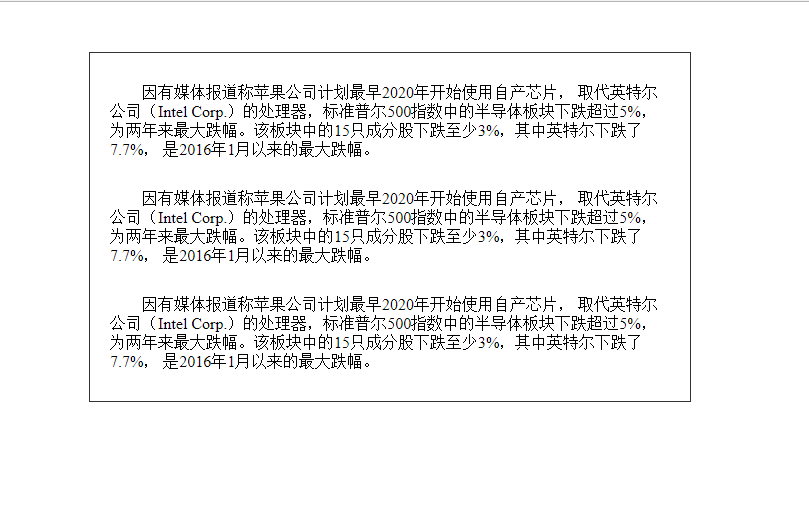 因有媒体报道称苹果公司计划最早2020年开始使用自产芯片， 取代英特尔
公司（Intel Corp.）的处理器，标准普尔500指数中的半导体板块下跌超过5%，
为两年来最大跌幅。该板块中的15只成分股下跌至少3%，其中英特尔下跌了
7.7%， 是2016年1月以来的最大跌幅。
因有媒体报道称苹果公司计划最早2020年开始使用自产芯片， 取代英特尔
公司（Intel Corp.）的处理器，标准普尔500指数中的半导体板块下跌超过5%，
为两年来最大跌幅。该板块中的15只成分股下跌至少3%，其中英特尔下跌了
7.7%， 是2016年1月以来的最大跌幅。
因有媒体报道称苹果公司计划最早2020年开始使用自产芯片， 取代英特尔
公司（Intel Corp.）的处理器，标准普尔500指数中的半导体板块下跌超过5%，
为两年来最大跌幅。该板块中的15只成分股下跌至少3%，其中英特尔下跌了
7.7%， 是2016年1月以来的最大跌幅。